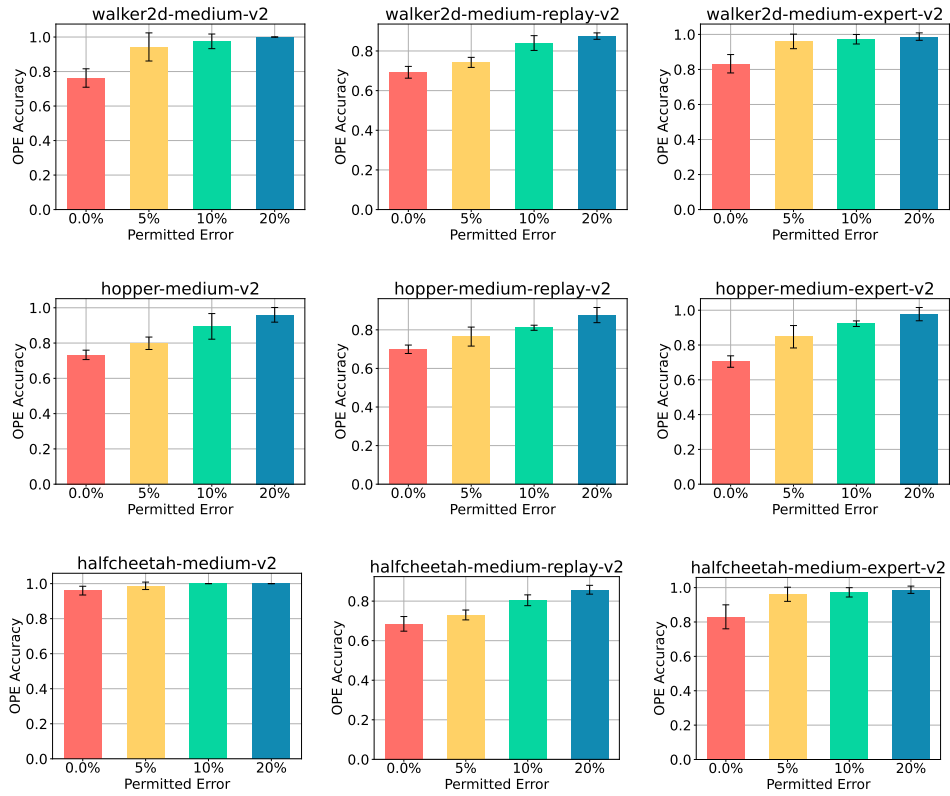 walker2d-medium-v2
OPE Accuracy
1.0
0.8
0.6
0.4
0.2
0.0
0.0% 5% 10% 20%
Permitted Error
walker2d-medium-replay-v2
OPE Accuracy
0.8
0.6
0.4
0.2
0.0
0.0% 5% 10% 20%
Permitted Error
walker2d-medium-expert-v2
OPE Accuracy
1.0
0.8
0.6
0.4
0.2
0.0
0.0% 5% 10% 20%
Permitted Error
hopper-medium-v2
OPE Accuracy
1.0
0.8
0.6
0.4
0.2
0.0
0.0% 5% 10% 20%
Permitted Error
hopper-medium-replay-v2
OPE Accuracy
0.8
0.6
0.4
0.2
0.0
0.0% 5% 10% 20%
Permitted Error
hopper-medium-expert-v2
OPE Accuracy
1.0
0.8
0.6
0.4
0.2
0.0
0.0% 5% 10% 20%
Permitted Error
halfcheetah-medium-v2
OPE Accuracy
1.0
0.8
0.6
0.4
0.2
0.0
0.0% 5% 10% 20%
Permitted Error
halfcheetah-medium-replay-v2
OPE Accuracy
0.8
0.6
0.4
0.2
0.0
0.0% 5% 10% 20%
Permitted Error
halfcheetah-medium-expert-v2
OPE Accuracy
1.0
0.8
0.6
0.4
0.2
0.0
0.0% 5% 10% 20%
Permitted Error